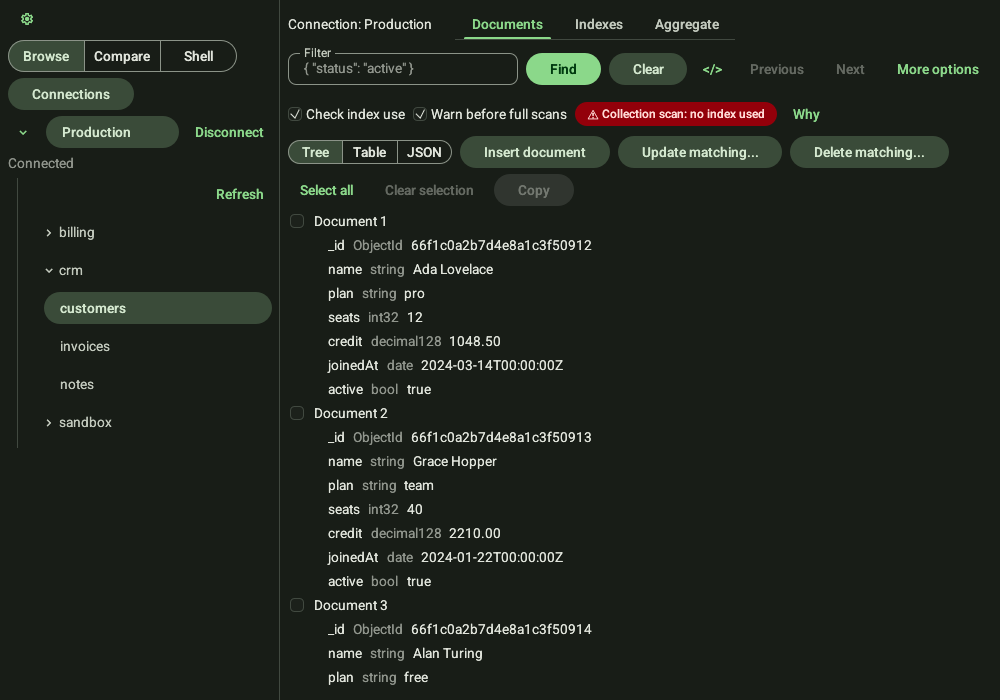 Browse Compare Shell
Connections
Production Disconnect
Connected
Refresh
billing
crm
customers
invoices
notes
sandbox
Connection: Production Documents Indexes Aggregate
Filter
{ "status": "active" } Find Clear </> Previous Next More options
Check index use Warn before full scans Collection scan: no index used Why
Tree Table JSON Insert document Update matching... Delete matching...
Select all Clear selection Copy
Document 1
_id ObjectId 66f1c0a2b7d4e8a1c3f50912
name string Ada Lovelace
plan string pro
seats int32 12
credit decimal128 1048.50
joinedAt date 2024-03-14T00:00:00Z
active bool true
Document 2
_id ObjectId 66f1c0a2b7d4e8a1c3f50913
name string Grace Hopper
plan string team
seats int32 40
credit decimal128 2210.00
joinedAt date 2024-01-22T00:00:00Z
active bool true
Document 3
_id ObjectId 66f1c0a2b7d4e8a1c3f50914
name string Alan Turing
plan string free